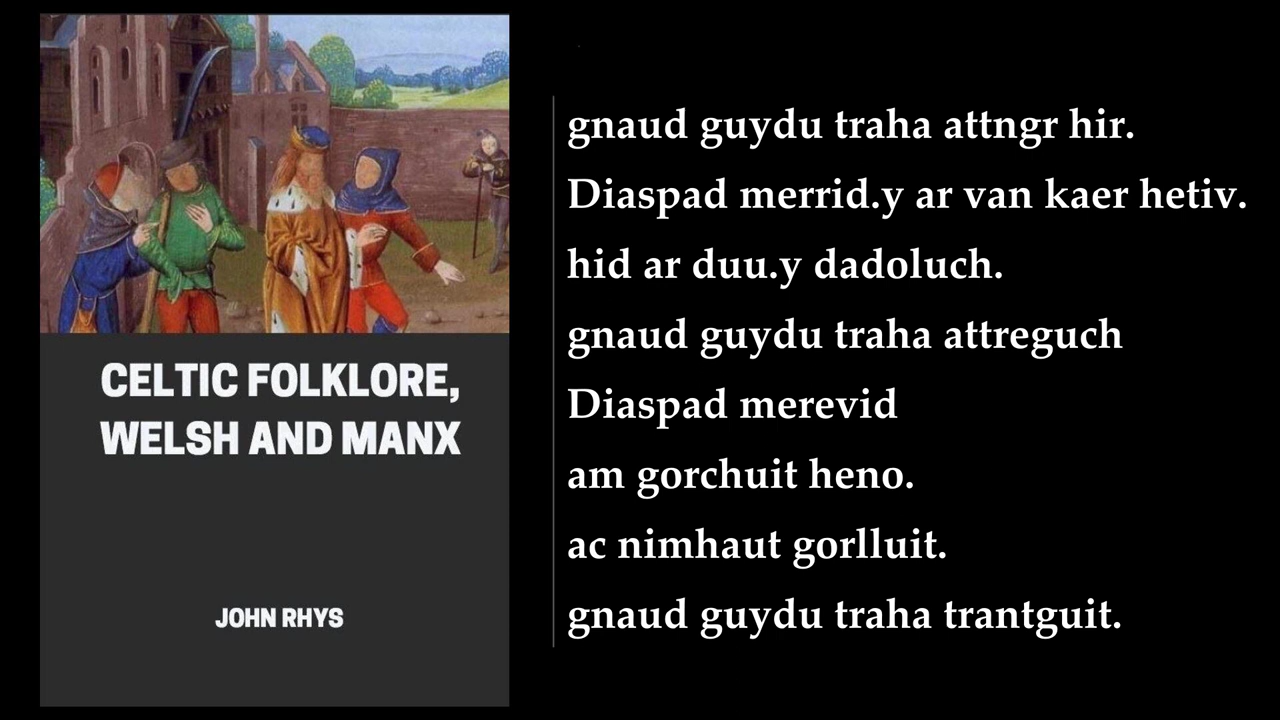 CELTIC FOLKLORE,
WELSH AND MANX
JOHN RHYS
gnaud guydu traha attngr hir.
Diaspad merrid.y ar van kaer hetiv.
hid ar duu.y dadoluch.
gnaud guydu traha attreguch
Diaspad merevid
am gorchuit heno.
ac nimhaut gorlluit.
gnaud guydu traha trantguit.